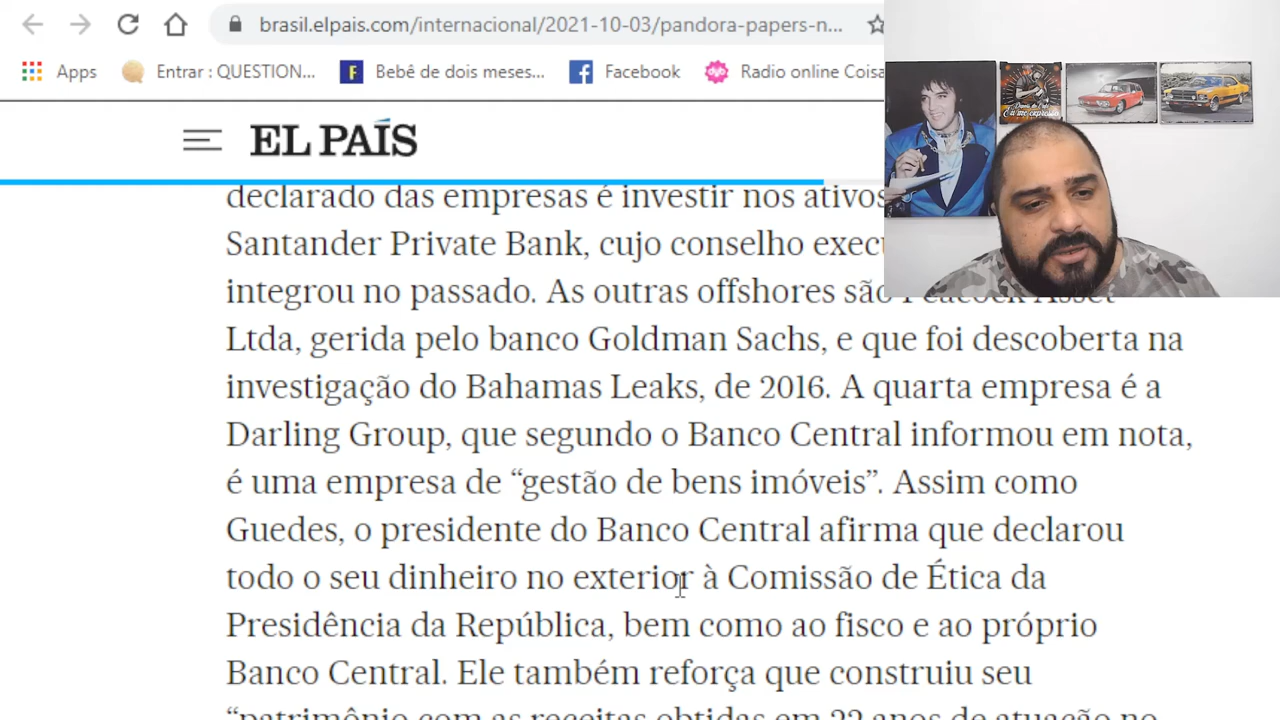 brasil.elpais.com/internacional/2021-10-03/pandora-papers-n...
Apps Entrar : QUESTION... Bebê de dois meses... Facebook Radio online Coisa
EL PAÍS
declarado das empresas é investir nos ativos
Santander Private Bank, cujo conselho
integrou no passado. As outras offshores são Peacock Asset
Ltda, gerida pelo banco Goldman Sachs, e que foi descoberta na
investigação do Bahamas Leaks, de 2016. A quarta empresa é a
Darling Group, que segundo o Banco Central informou em nota,
é uma empresa de “gestão de bens imóveis”. Assim como
Guedes, o presidente do Banco Central afirma que declarou
todo o seu dinheiro no exterior à Comissão de Ética da
Presidência da República, bem como ao fisco e ao próprio
Banco Central. Ele também reforça que construiu seu
“patrimônio com as receitas obtidas em 22 anos de atuação no